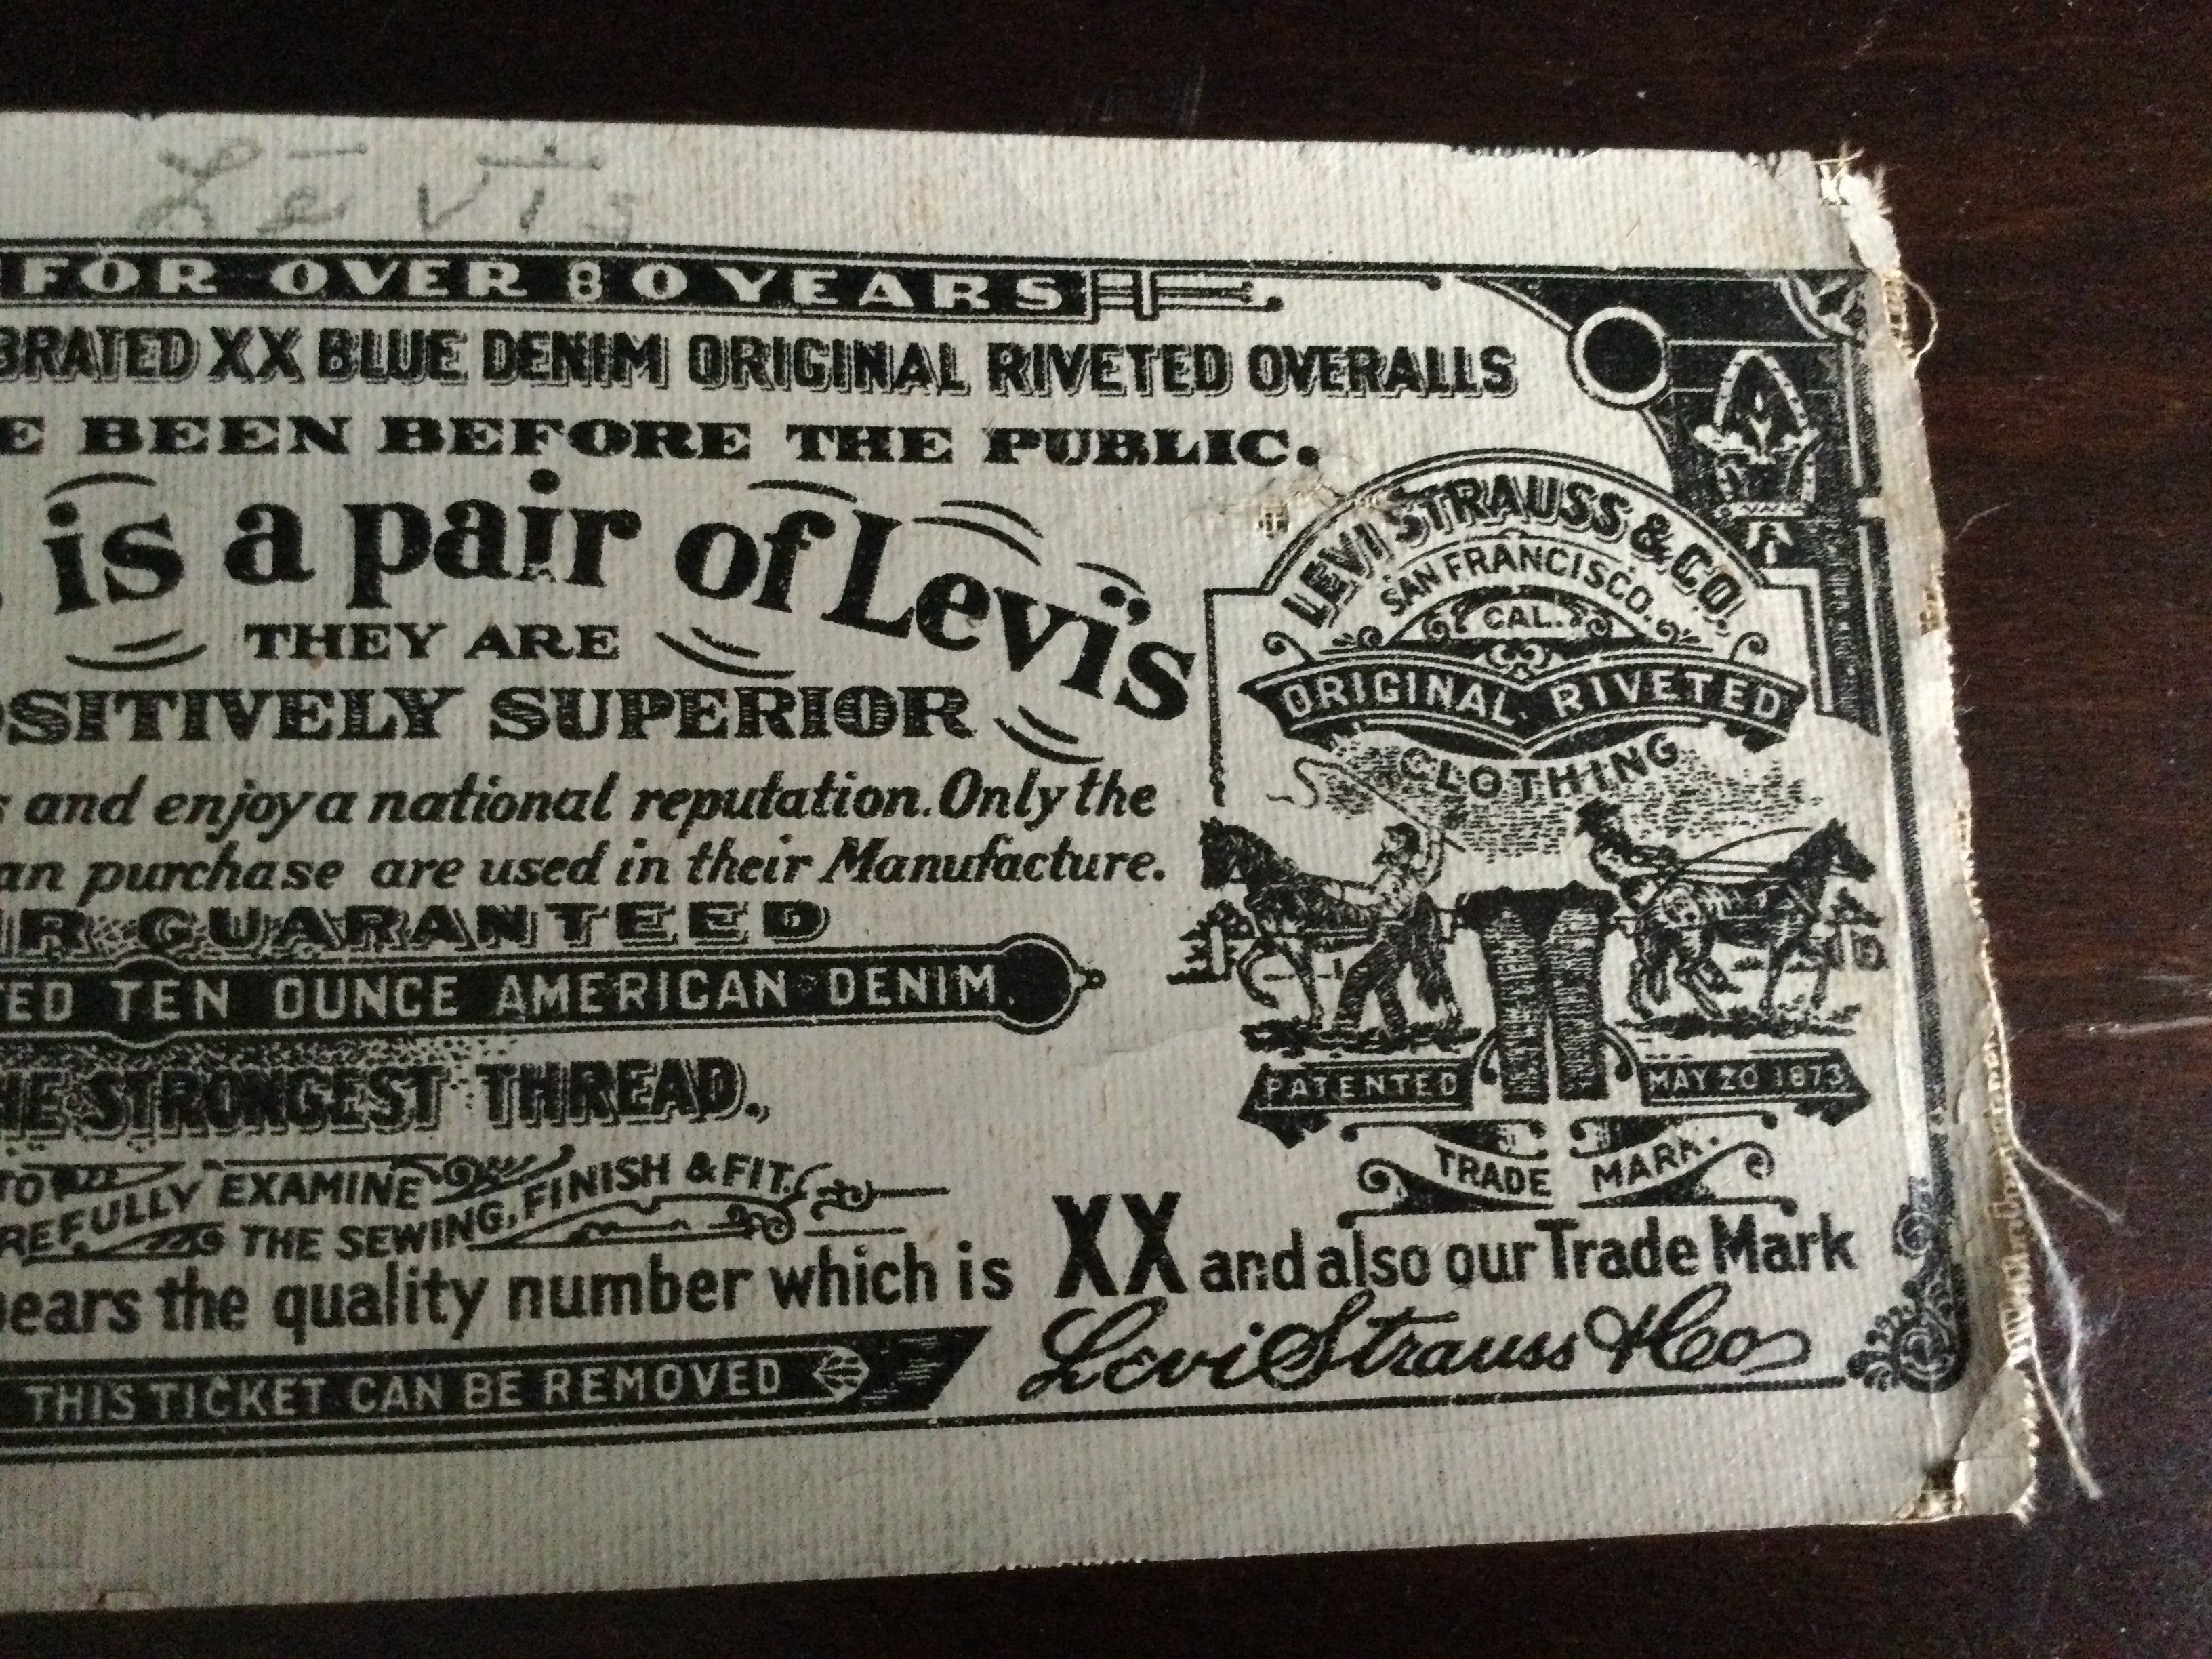 Levis
FOR OVER 80 YEARS
BRATED XX BLUE DENIM ORIGINAL RIVETED OVERALLS
E BEEN BEFORE THE PUBLIC.
is a pair of Levi's
THEY ARE
SITIVELY SUPERIOR
s and enjoy a national reputation. Only the
an purchase are used in their Manufacture.
R GUARANTEED
ED TEN OUNCE AMERICAN DENIM.
HE STRONGEST THREAD.,
TO
REFULLY EXAMINE
THE SEWING, FINISH & FIT.
bears the quality number which is XX and also our Trade Mark
THIS TICKET CAN BE REMOVED
Levi Strauss & Co
LEVI STRAUSS & CO.
SAN FRANCISCO.
CAL.
ORIGINAL RIVETED
CLOTHING
PATENTED MAY 20 1873
TRADE MARK.